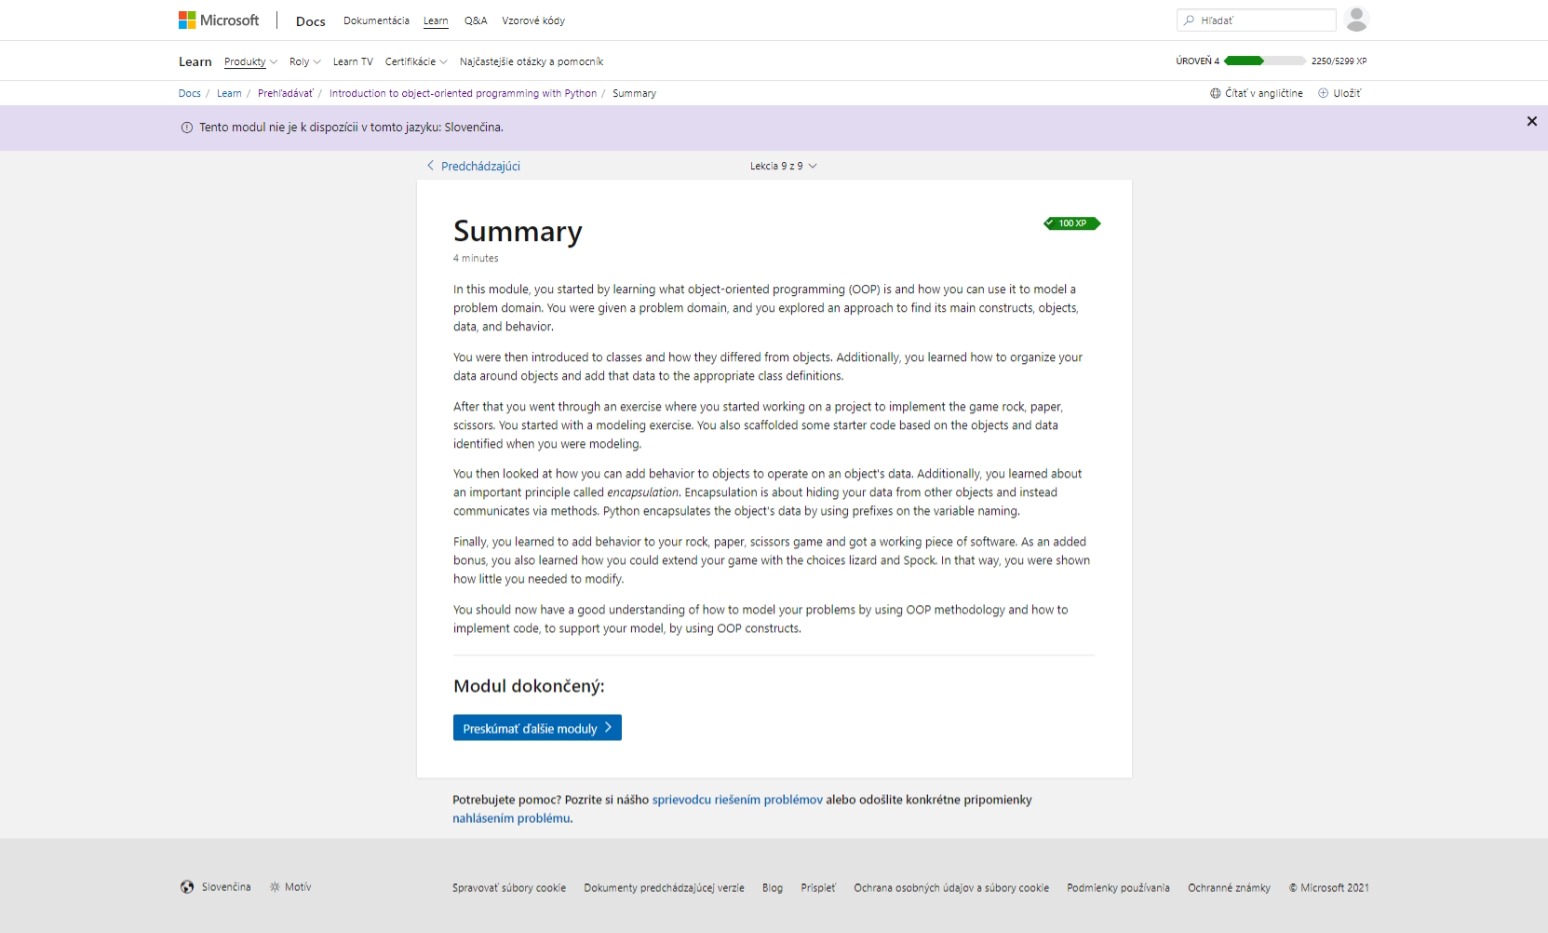 Microsoft Docs Dokumentácia Learn Q&A Vzorové kódy Hľadať
Learn Produkty Roly Learn TV Certifikácie Najčastejšie otázky a pomocník ÚROVEŇ 4 2250/5299 XP
Docs / Learn / Prehľadávať / Introduction to object-oriented programming with Python / Summary Čítať v angličtine Uložiť
Tento modul nie je k dispozícii v tomto jazyku: Slovenčina.
Predchádzajúci Lekcia 9 z 9
Summary 100 XP
4 minutes
In this module, you started by learning what object-oriented programming (OOP) is and how you can use it to model a
problem domain. You were given a problem domain, and you explored an approach to find its main constructs, objects,
data, and behavior.
You were then introduced to classes and how they differed from objects. Additionally, you learned how to organize your
data around objects and add that data to the appropriate class definitions.
After that you went through an exercise where you started working on a project to implement the game rock, paper,
scissors. You started with a modeling exercise. You also scaffolded some starter code based on the objects and data
identified when you were modeling.
You then looked at how you can add behavior to objects to operate on an object's data. Additionally, you learned about
an important principle called encapsulation. Encapsulation is about hiding your data from other objects and instead
communicates via methods. Python encapsulates the object's data by using prefixes on the variable naming.
Finally, you learned to add behavior to your rock, paper, scissors game and got a working piece of software. As an added
bonus, you also learned how you could extend your game with the choices lizard and Spock. In that way, you were shown
how little you needed to modify.
You should now have a good understanding of how to model your problems by using OOP methodology and how to
implement code, to support your model, by using OOP constructs.
Modul dokončený:
Preskúmať ďalšie moduly
Potrebujete pomoc? Pozrite si nášho sprievodcu riešením problémov alebo odošlite konkrétne pripomienky
nahlásením problému.
Slovenčina Motív Spravovať súbory cookie Dokumenty predchádzajúcej verzie Blog Prispieť Ochrana osobných údajov a súbory cookie Podmienky používania Ochranné známky © Microsoft 2021